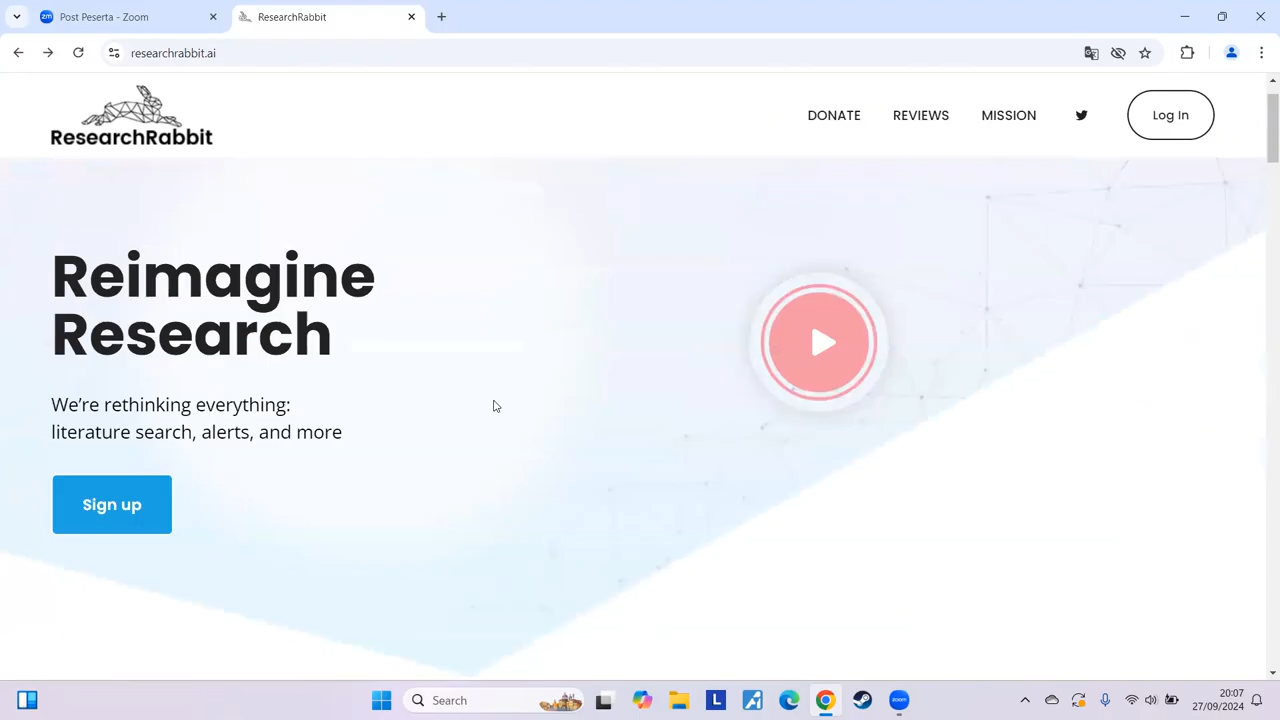 Post Peserta - Zoom
ResearchRabbit
researchrabbit.ai
ResearchRabbit
DONATE
REVIEWS
MISSION
Log In
Reimagine
Research
We're rethinking everything:
literature search, alerts, and more
Sign up
Search
20:07
27/09/2024